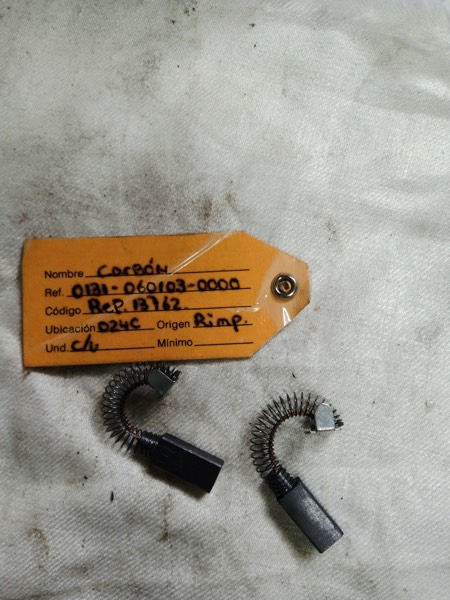 Nombre Carbón
Ref. 0131-060103-0000
Código Rep. 13762
Ubicación 024C Origen Rimp.
Und. c/u Mínimo